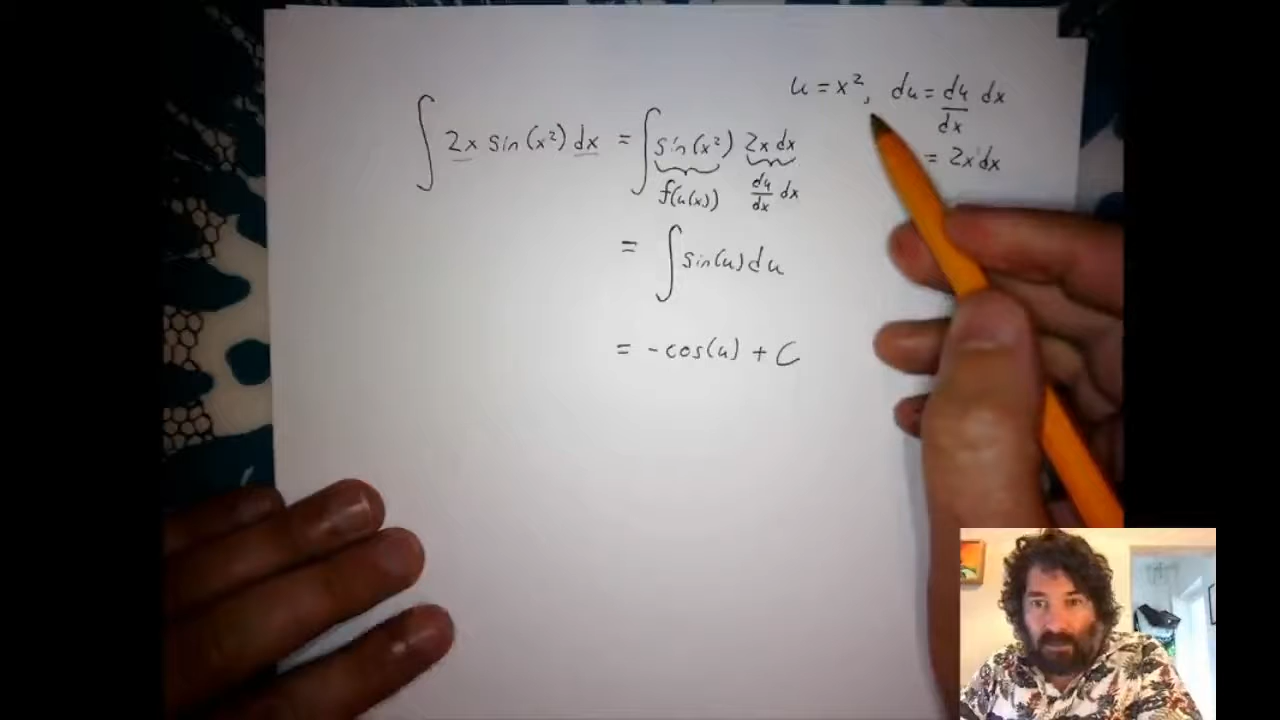 u = x², du = du/dx dx
∫ 2x sin(x²) dx = ∫ sin(x²) 2x dx
= 2x dx
f(u(x)) du/dx dx
= ∫ sin(u) du
= -cos(u) + C